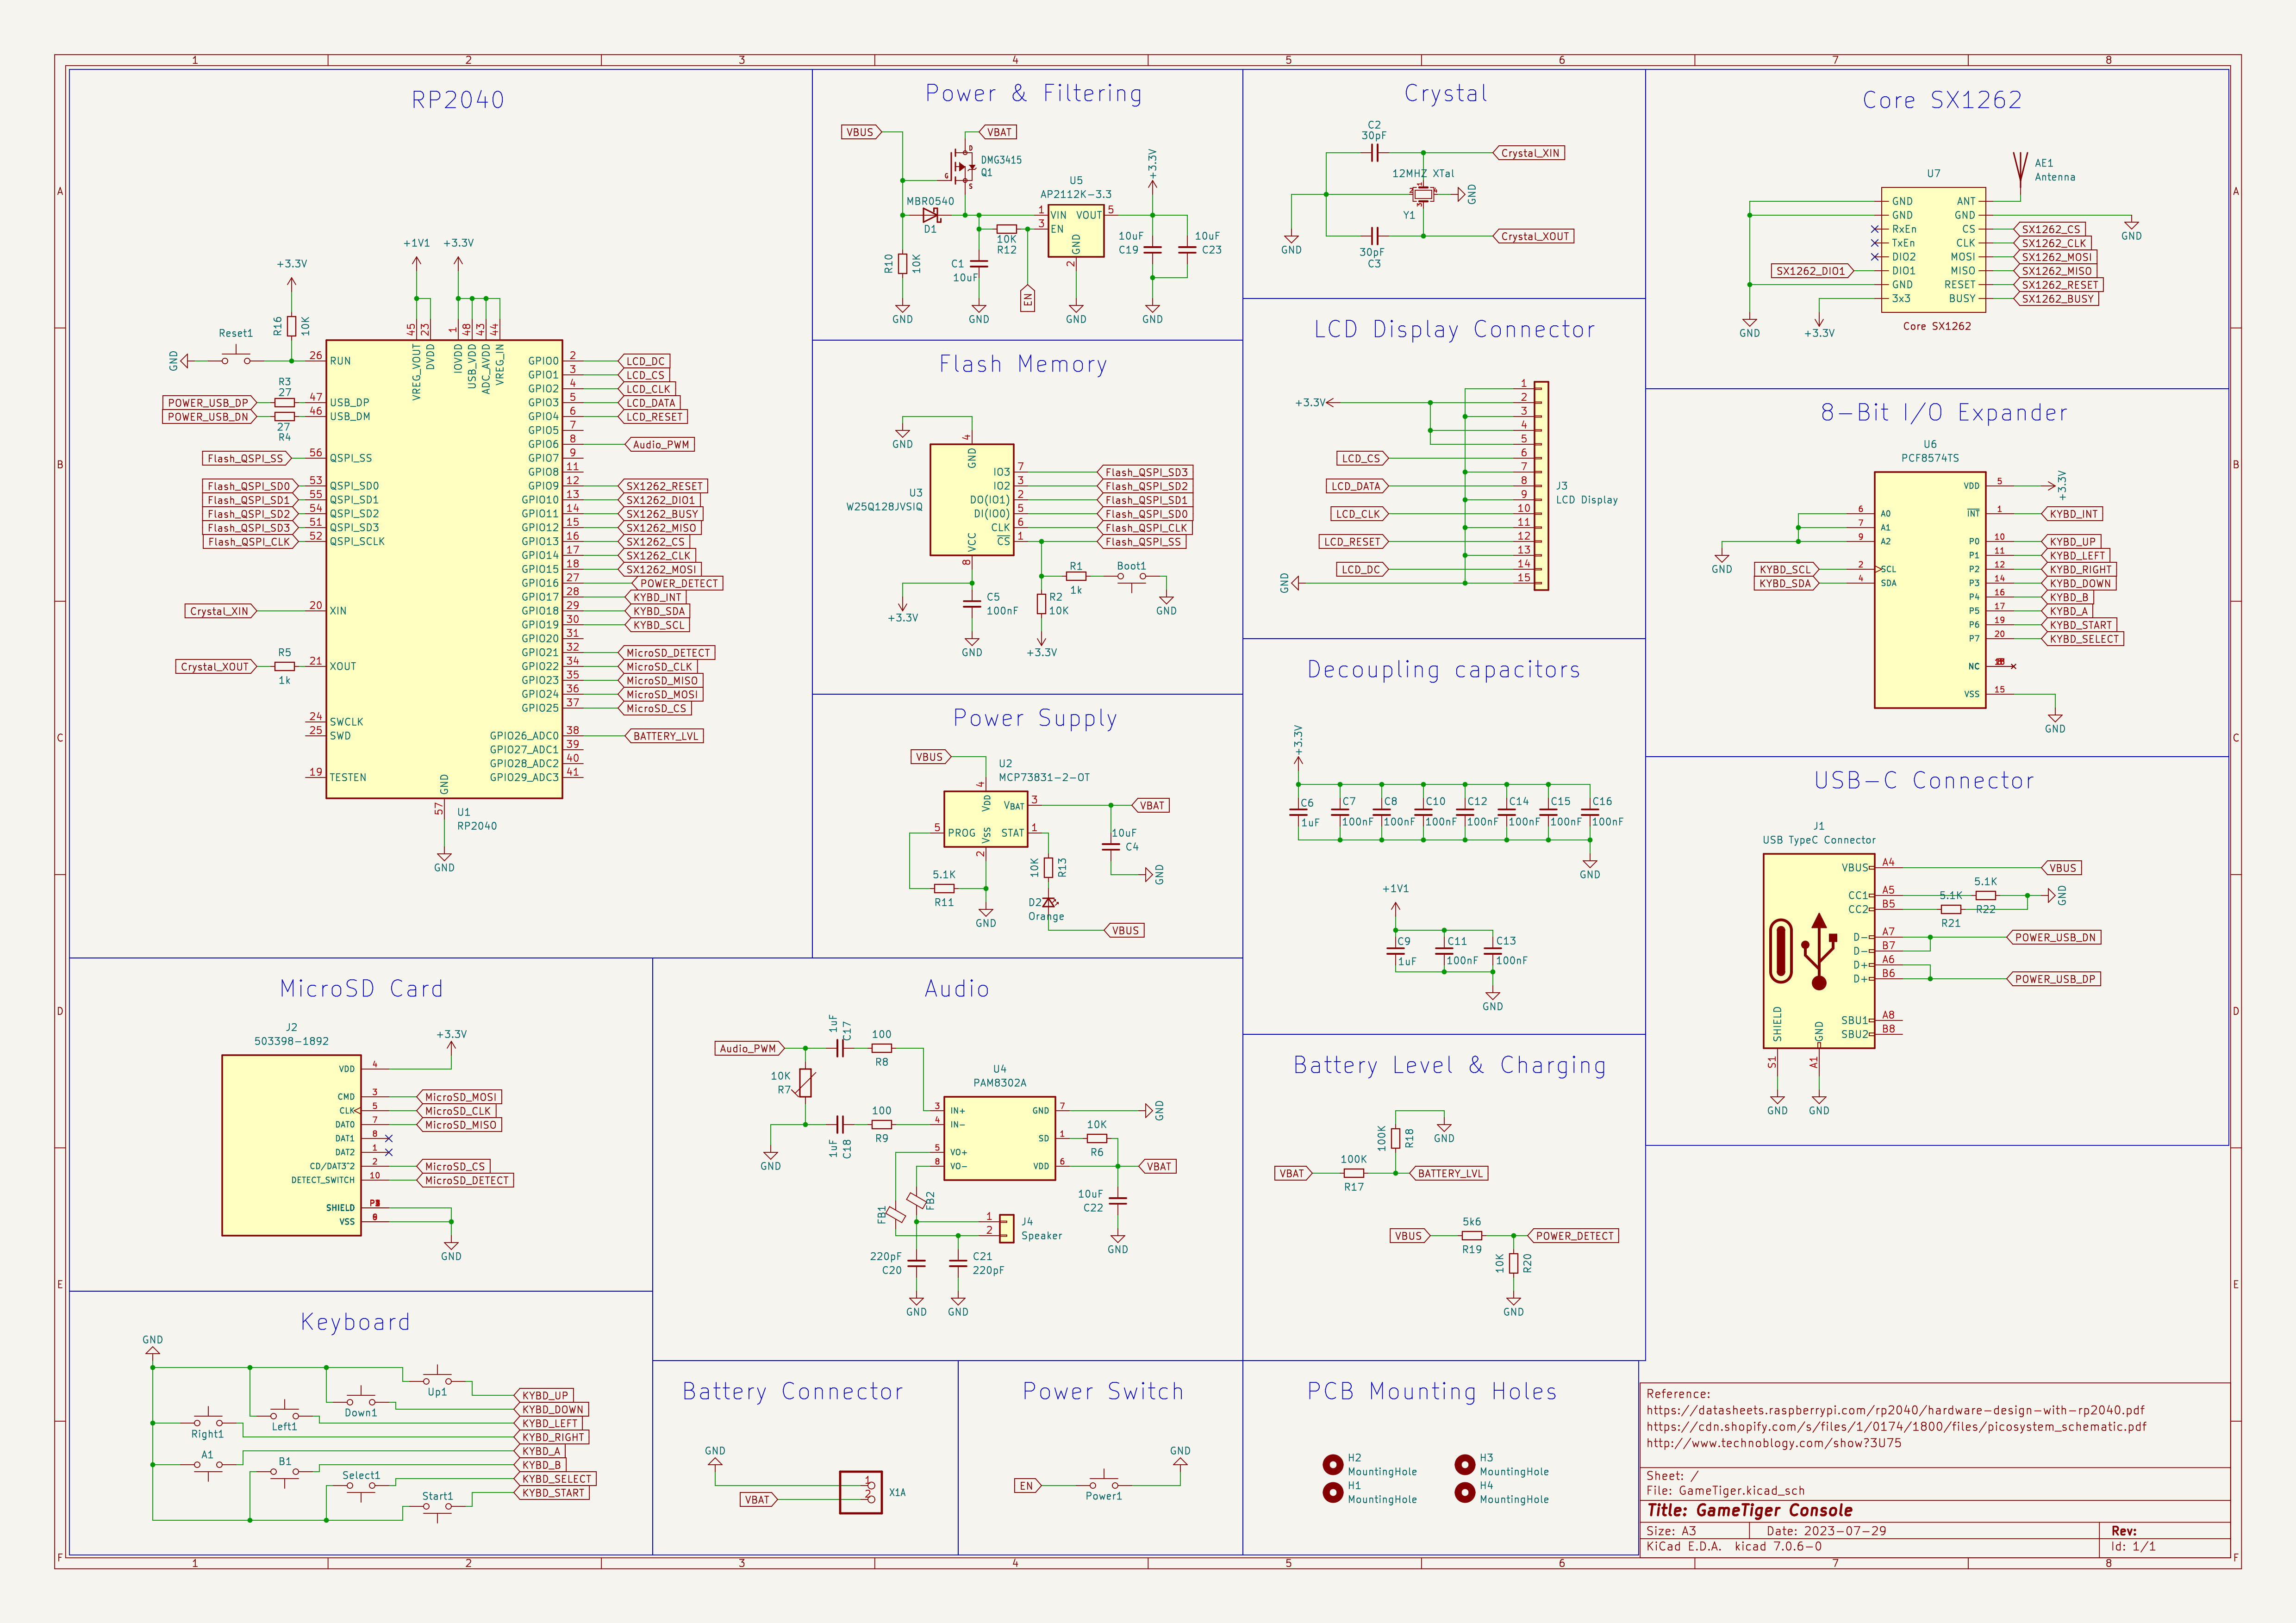 RP2040
+3.3V
R16
10K
Reset1
GND
+1V1
+3.3V
45
23
1
48
43
44
VREG_VOUT
DVDD
IOVDD
USB_VDD
ADC_AVDD
VREG_IN
26 RUN
R3
27
POWER_USB_DP 47 USB_DP
POWER_USB_DN 46 USB_DM
27
R4
Flash_QSPI_SS 56 QSPI_SS
Flash_QSPI_SD0 53 QSPI_SD0
Flash_QSPI_SD1 55 QSPI_SD1
Flash_QSPI_SD2 54 QSPI_SD2
Flash_QSPI_SD3 51 QSPI_SD3
Flash_QSPI_CLK 52 QSPI_SCLK
Crystal_XIN 20 XIN
R5
Crystal_XOUT 21 XOUT
1k
24 SWCLK
25 SWD
19 TESTEN
GPIO0 2 LCD_DC
GPIO1 3 LCD_CS
GPIO2 4 LCD_CLK
GPIO3 5 LCD_DATA
GPIO4 6 LCD_RESET
GPIO5 7
GPIO6 8 Audio_PWM
GPIO7 9
GPIO8 11
GPIO9 12 SX1262_RESET
GPIO10 13 SX1262_DIO1
GPIO11 14 SX1262_BUSY
GPIO12 15 SX1262_MISO
GPIO13 16 SX1262_CS
GPIO14 17 SX1262_CLK
GPIO15 18 SX1262_MOSI
GPIO16 27 POWER_DETECT
GPIO17 28 KYBD_INT
GPIO18 29 KYBD_SDA
GPIO19 30 KYBD_SCL
GPIO20 31
GPIO21 32 MicroSD_DETECT
GPIO22 34 MicroSD_CLK
GPIO23 35 MicroSD_MISO
GPIO24 36 MicroSD_MOSI
GPIO25 37 MicroSD_CS
GPIO26_ADC0 38 BATTERY_LVL
GPIO27_ADC1 39
GPIO28_ADC2 40
GPIO29_ADC3 41
GND
57
U1
RP2040
GND
Power & Filtering
VBUS
VBAT
DMG3415
Q1
D
G
S
MBR0540
D1
R10
10K
C1
10uF
10K
R12
EN
U5
AP2112K-3.3
1 VIN VOUT 5
3 EN
GND
2
+3.3V
10uF
C19
10uF
C23
GND
GND
GND
GND
Flash Memory
GND
4
GND
U3
W25Q128JVSIQ
IO3 7 Flash_QSPI_SD3
IO2 3 Flash_QSPI_SD2
DO(IO1) 2 Flash_QSPI_SD1
DI(IO0) 5 Flash_QSPI_SD0
CLK 6 Flash_QSPI_CLK
CS 1 Flash_QSPI_SS
VCC
8
+3.3V
C5
100nF
GND
R1
1k
Boot1
R2
10K
+3.3V
GND
Power Supply
VBUS
U2
MCP73831-2-OT
4
VDD
VBAT 3 VBAT
5 PROG
VSS
STAT 1
2
5.1K
R11
GND
10K
R13
D2
Orange
VBUS
10uF
C4
GND
Crystal
C2
30pF
Crystal_XIN
12MHZ XTal
1
2
4
3
GND
Y1
GND
Crystal_XOUT
30pF
C3
LCD Display Connector
1
+3.3V 2
3
4
5
LCD_CS 6
7
LCD_DATA 8
9
LCD_CLK 10
11
LCD_RESET 12
13
LCD_DC 14
GND 15
J3
LCD Display
Decoupling capacitors
+3.3V
C6
1uF
C7
100nF
C8
100nF
C10
100nF
C12
100nF
C14
100nF
C15
100nF
C16
100nF
GND
+1V1
C9
1uF
C11
100nF
C13
100nF
GND
Core SX1262
U7
AE1
Antenna
GND ANT
GND GND
RxEn CS SX1262_CS
TxEn CLK SX1262_CLK
DIO2 MOSI SX1262_MOSI
SX1262_DIO1 DIO1 MISO SX1262_MISO
GND RESET SX1262_RESET
3x3 BUSY SX1262_BUSY
Core SX1262
GND
+3.3V
GND
8-Bit I/O Expander
U6
PCF8574TS
VDD 5 +3.3V
6 A0 INT 1 KYBD_INT
7 A1
9 A2
GND
KYBD_SCL 2 SCL
KYBD_SDA 4 SDA
P0 10 KYBD_UP
P1 11 KYBD_LEFT
P2 12 KYBD_RIGHT
P3 14 KYBD_DOWN
P4 16 KYBD_B
P5 17 KYBD_A
P6 19 KYBD_START
P7 20 KYBD_SELECT
NC
VSS 15
GND
USB-C Connector
J1
USB TypeC Connector
VBUS A4 VBUS
CC1 A5 5.1K
R22
5.1K
CC2 B5
R21
GND
D- A7 POWER_USB_DN
D- B7
D+ A6
D+ B6 POWER_USB_DP
SBU1 A8
SBU2 B8
SHIELD
GND
S1
A1
GND
GND
MicroSD Card
J2
503398-1892
+3.3V
VDD 4
CMD 3 MicroSD_MOSI
CLK 5 MicroSD_CLK
DAT0 7 MicroSD_MISO
DAT1 8
DAT2 1
CD/DAT3~2 2 MicroSD_CS
DETECT_SWITCH 10 MicroSD_DETECT
SHIELD
VSS
GND
Audio
Audio_PWM
1uF
C17
100
R8
10K
R7
1uF
C18
100
R9
GND
U4
PAM8302A
3 IN+ GND 7
4 IN- SD 1
5 VO+
8 VO- VDD 6
GND
10K
R6
VBAT
10uF
C22
GND
FB1
FB2
1
2
J4
Speaker
220pF
C20
C21
220pF
GND
GND
Battery Level & Charging
100K
R18
GND
VBAT
100K
R17
BATTERY_LVL
VBUS
5k6
R19
POWER_DETECT
10K
R20
GND
Keyboard
GND
Up1
Down1
Left1
Right1
A1
B1
Select1
Start1
KYBD_UP
KYBD_DOWN
KYBD_LEFT
KYBD_RIGHT
KYBD_A
KYBD_B
KYBD_SELECT
KYBD_START
Battery Connector
GND
VBAT
1
2
X1A
Power Switch
EN
Power1
GND
PCB Mounting Holes
H2
MountingHole
H1
MountingHole
H3
MountingHole
H4
MountingHole
Reference:
https://datasheets.raspberrypi.com/rp2040/hardware-design-with-rp2040.pdf
https://cdn.shopify.com/s/files/1/0174/1800/files/picosystem_schematic.pdf
http://www.technoblogy.com/show?3U75
Sheet: /
File: GameTiger.kicad_sch
Title: GameTiger Console
Size: A3 Date: 2023-07-29 Rev:
KiCad E.D.A. kicad 7.0.6-0 Id: 1/1
1 2 3 4 5 6 7 8
1 2 3 4 5 6 7 8
A
B
C
D
E
F
A
B
C
D
E
F